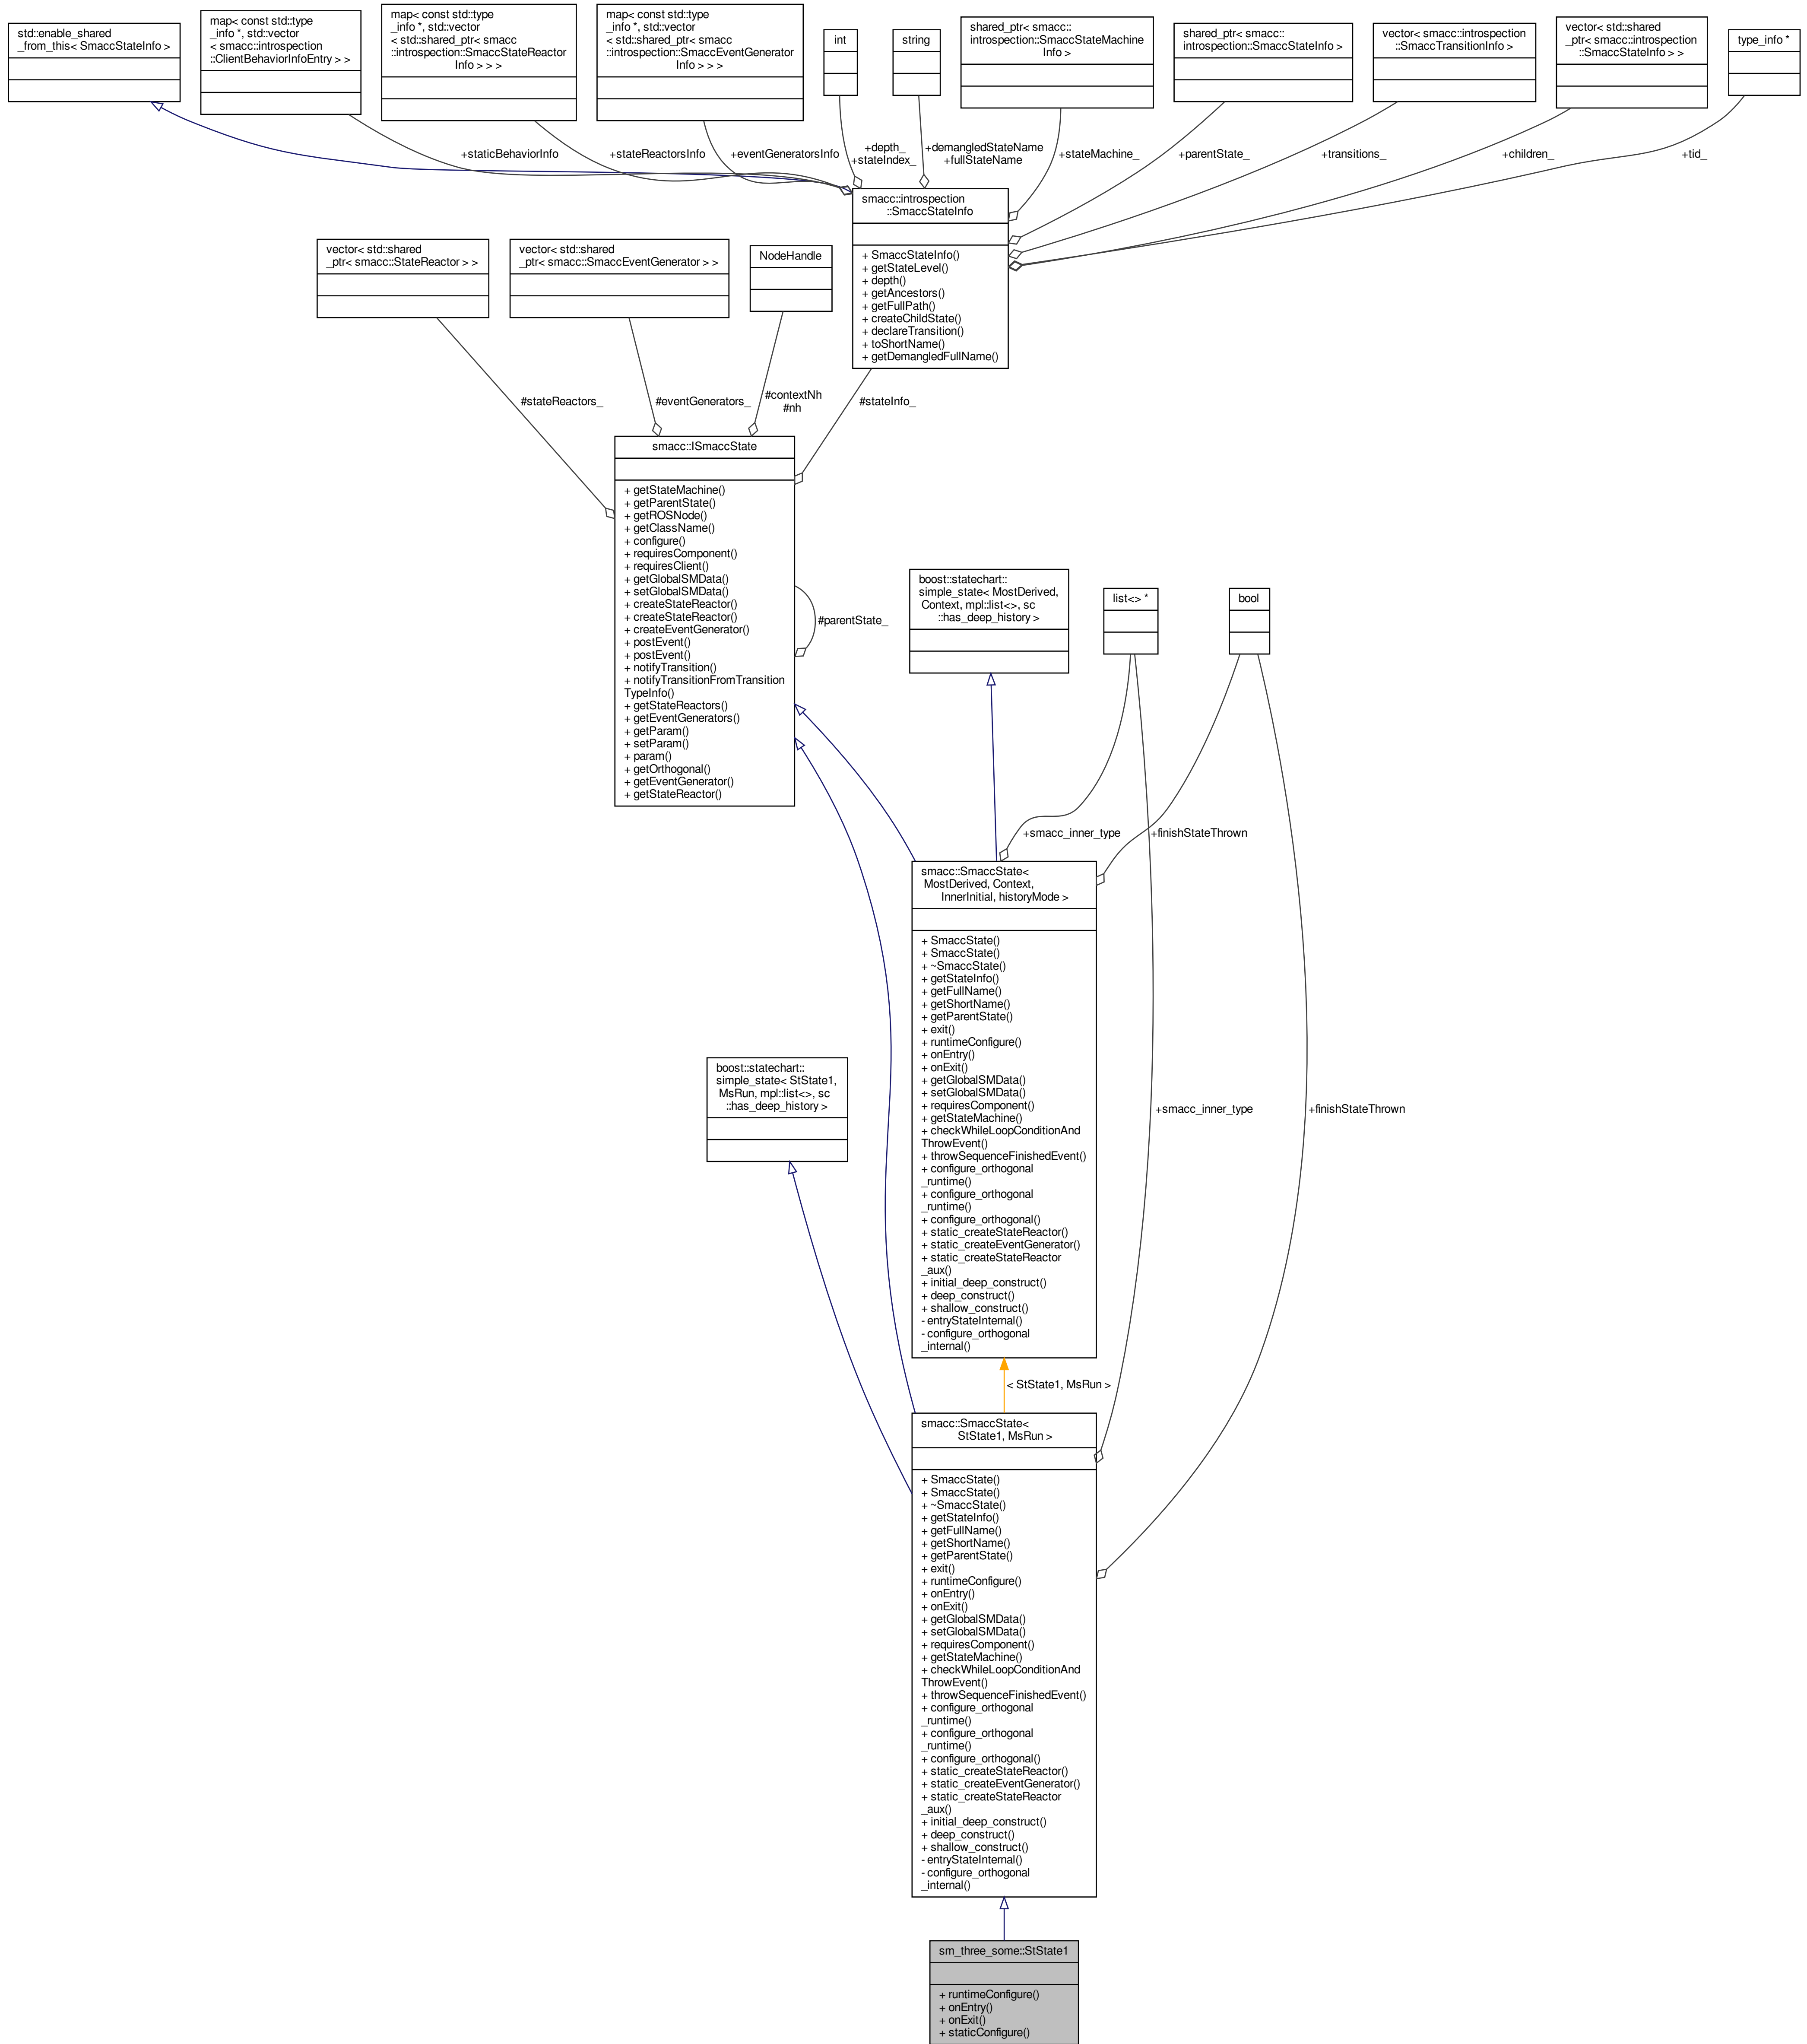 std::enable_shared
_from_this< SmaccStateInfo >
map< const std::type
_info *, std::vector
< smacc::introspection
::ClientBehaviorInfoEntry > >
map< const std::type
_info *, std::vector
< std::shared_ptr< smacc
::introspection::SmaccStateReactor
Info > > >
map< const std::type
_info *, std::vector
< std::shared_ptr< smacc
::introspection::SmaccEventGenerator
Info > > >
int
string
shared_ptr< smacc::
introspection::SmaccStateMachine
Info >
shared_ptr< smacc::
introspection::SmaccStateInfo >
vector< smacc::introspection
::SmaccTransitionInfo >
vector< std::shared
_ptr< smacc::introspection
::SmaccStateInfo > >
type_info *
+staticBehaviorInfo
+stateReactorsInfo
+eventGeneratorsInfo
+depth_
+stateIndex_
+demangledStateName
+fullStateName
+stateMachine_
+parentState_
+transitions_
+children_
+tid_
smacc::introspection
::SmaccStateInfo
+ SmaccStateInfo()
+ getStateLevel()
+ depth()
+ getAncestors()
+ getFullPath()
+ createChildState()
+ declareTransition()
+ toShortName()
+ getDemangledFullName()
vector< std::shared
_ptr< smacc::StateReactor > >
vector< std::shared
_ptr< smacc::SmaccEventGenerator > >
NodeHandle
#stateReactors_
#eventGenerators_
#contextNh
#nh
#stateInfo_
smacc::ISmaccState
+ getStateMachine()
+ getParentState()
+ getROSNode()
+ getClassName()
+ configure()
+ requiresComponent()
+ requiresClient()
+ getGlobalSMData()
+ setGlobalSMData()
+ createStateReactor()
+ createStateReactor()
+ createEventGenerator()
+ postEvent()
+ postEvent()
+ notifyTransition()
+ notifyTransitionFromTransition
TypeInfo()
+ getStateReactors()
+ getEventGenerators()
+ getParam()
+ setParam()
+ param()
+ getOrthogonal()
+ getEventGenerator()
+ getStateReactor()
#parentState_
boost::statechart::
simple_state< MostDerived,
Context, mpl::list<>, sc
::has_deep_history >
list<> *
bool
+smacc_inner_type
+finishStateThrown
smacc::SmaccState<
MostDerived, Context,
InnerInitial, historyMode >
+ SmaccState()
+ SmaccState()
+ ~SmaccState()
+ getStateInfo()
+ getFullName()
+ getShortName()
+ getParentState()
+ exit()
+ runtimeConfigure()
+ onEntry()
+ onExit()
+ getGlobalSMData()
+ setGlobalSMData()
+ requiresComponent()
+ getStateMachine()
+ checkWhileLoopConditionAnd
ThrowEvent()
+ throwSequenceFinishedEvent()
+ configure_orthogonal
_runtime()
+ configure_orthogonal
_runtime()
+ configure_orthogonal()
+ static_createStateReactor()
+ static_createEventGenerator()
+ static_createStateReactor
_aux()
+ initial_deep_construct()
+ deep_construct()
+ shallow_construct()
- entryStateInternal()
- configure_orthogonal
_internal()
boost::statechart::
simple_state< StState1,
MsRun, mpl::list<>, sc
::has_deep_history >
+smacc_inner_type
+finishStateThrown
< StState1, MsRun >
smacc::SmaccState<
StState1, MsRun >
+ SmaccState()
+ SmaccState()
+ ~SmaccState()
+ getStateInfo()
+ getFullName()
+ getShortName()
+ getParentState()
+ exit()
+ runtimeConfigure()
+ onEntry()
+ onExit()
+ getGlobalSMData()
+ setGlobalSMData()
+ requiresComponent()
+ getStateMachine()
+ checkWhileLoopConditionAnd
ThrowEvent()
+ throwSequenceFinishedEvent()
+ configure_orthogonal
_runtime()
+ configure_orthogonal
_runtime()
+ configure_orthogonal()
+ static_createStateReactor()
+ static_createEventGenerator()
+ static_createStateReactor
_aux()
+ initial_deep_construct()
+ deep_construct()
+ shallow_construct()
- entryStateInternal()
- configure_orthogonal
_internal()
sm_three_some::StState1
+ runtimeConfigure()
+ onEntry()
+ onExit()
+ staticConfigure()